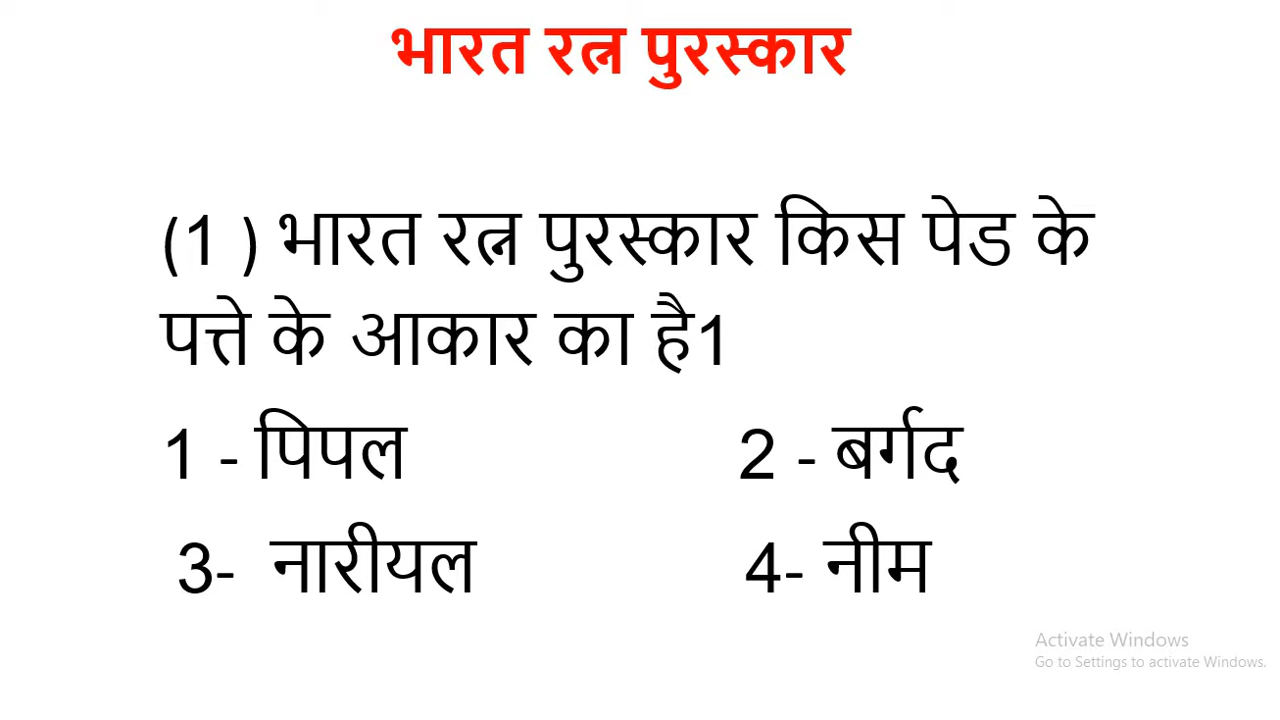 भारत रत्न पुरस्कार
(1 ) भारत रत्न पुरस्कार किस पेड के
पत्ते के आकार का है1
1 - पिपल 2 - बर्गद
3- नारीयल 4- नीम
Activate Windows
Go to Settings to activate Windows.